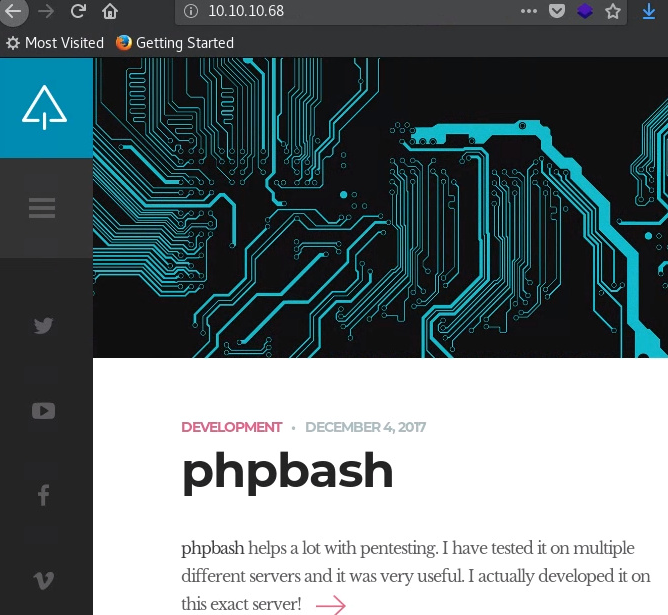 10.10.10.68
Most Visited Getting Started
DEVELOPMENT • DECEMBER 4, 2017
phpbash
phpbash helps a lot with pentesting. I have tested it on multiple
different servers and it was very useful. I actually developed it on
this exact server!